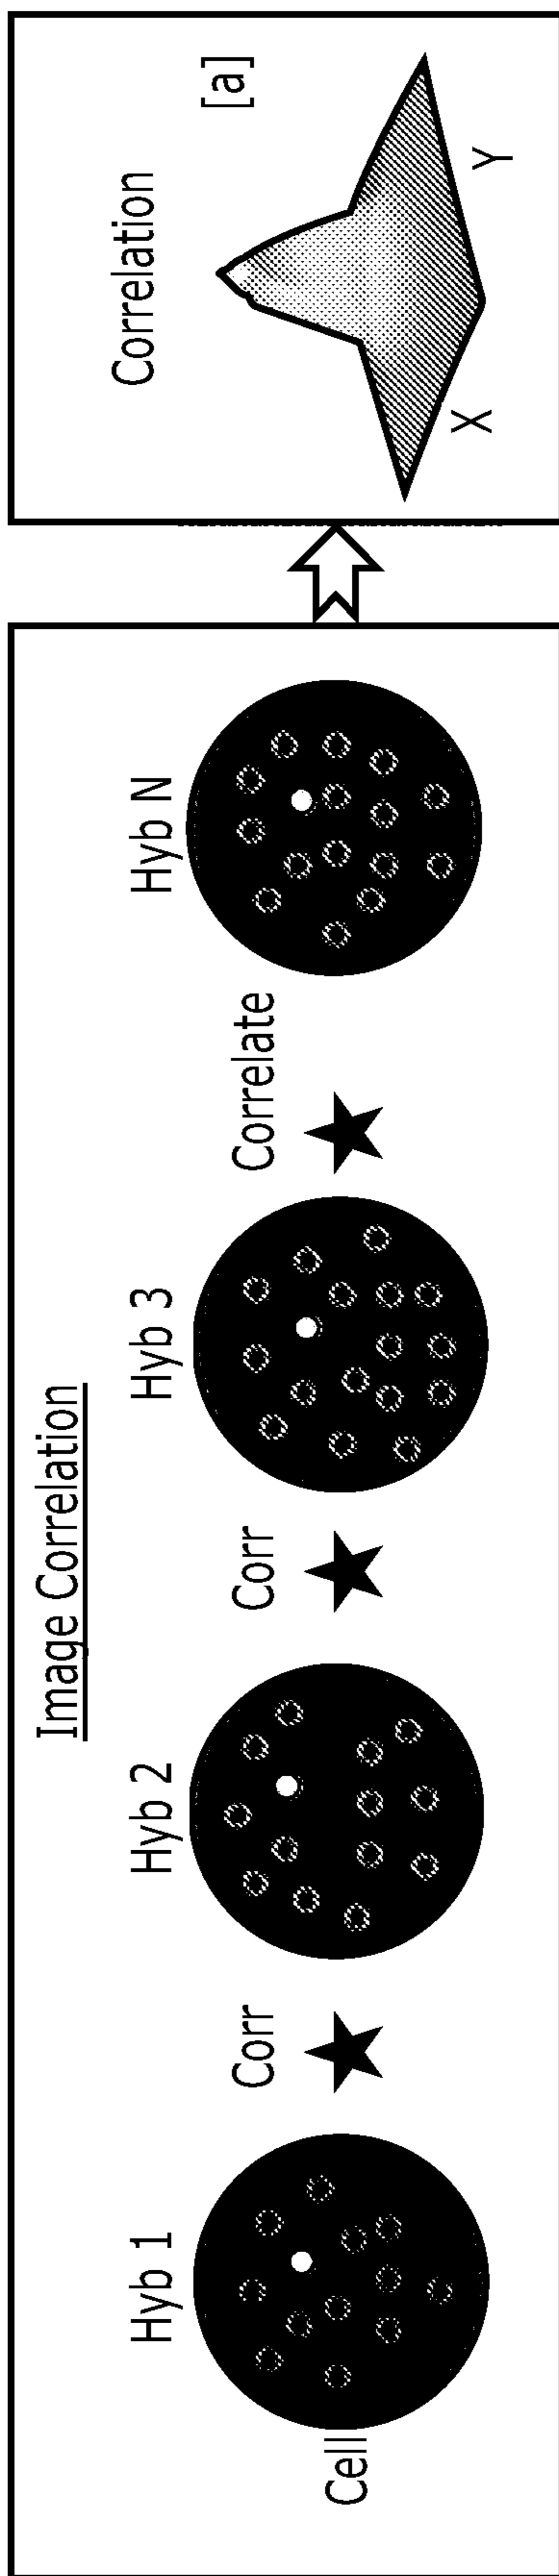 Image Correlation
Hyb 1
Hyb 2
Hyb 3
Hyb N
Corr
Corr
Correlate
Cell
Correlation
[a]
X
Y